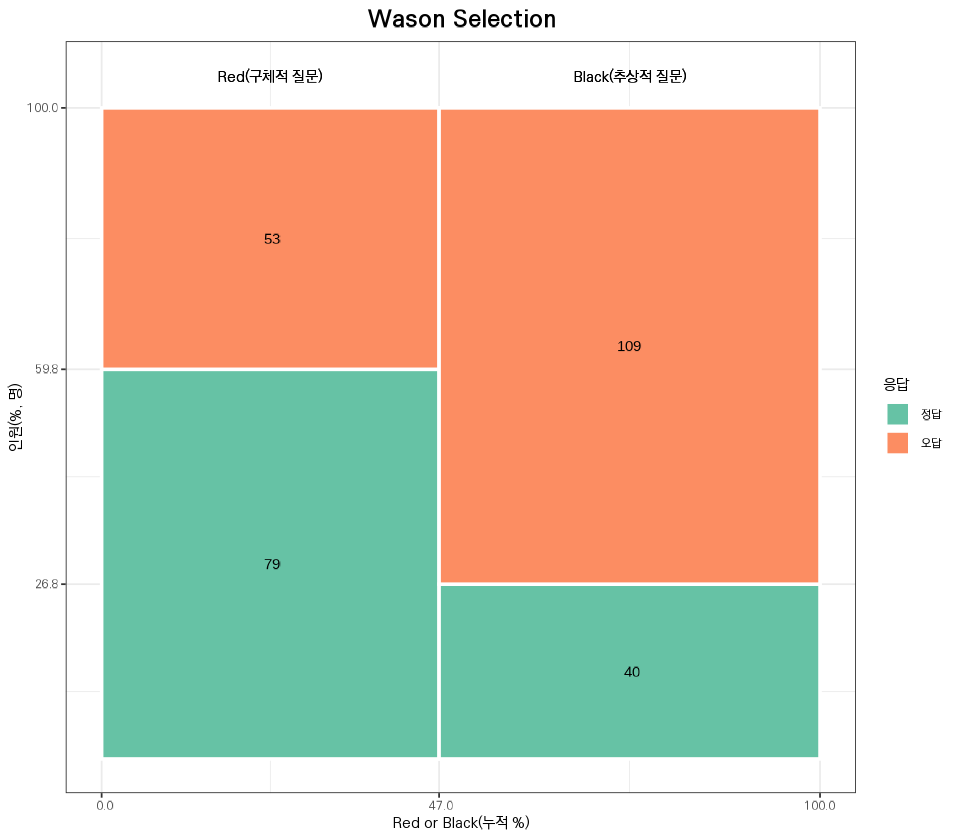 Wason Selection
Red(구체적 질문)
Black(추상적 질문)
100.0
53
109
59.8
응답
정답
오답
인원(%, 명)
79
26.8
40
0.0
47.0
100.0
Red or Black(누적 %)